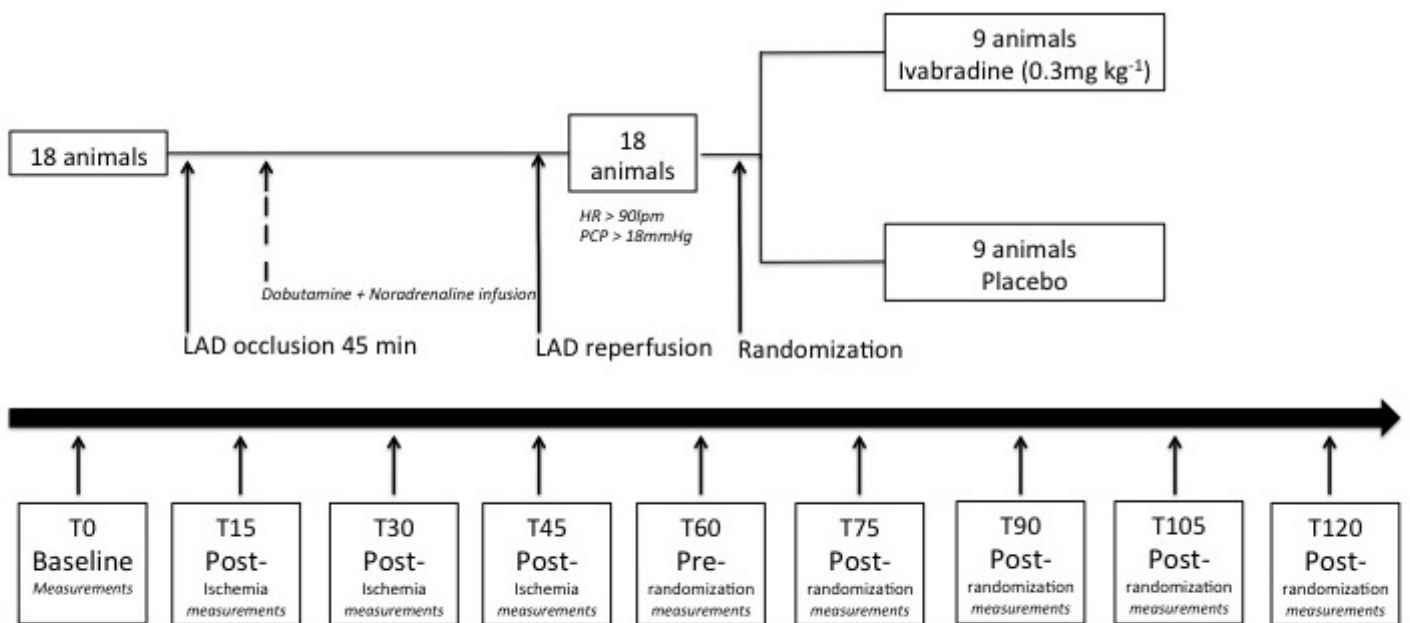 9 animals
Ivabradine (0.3mg kg⁻¹)
18 animals
18
animals
HR > 90lpm
PCP > 18mmHg
9 animals
Placebo
Dobutamine + Noradrenaline infusion
LAD occlusion 45 min
LAD reperfusion
Randomization
T0
Baseline
Measurements
T15
Post-
Ischemia
measurements
T30
Post-
Ischemia
measurements
T45
Post-
Ischemia
measurements
T60
Pre-
randomization
measurements
T75
Post-
randomization
measurements
T90
Post-
randomization
measurements
T105
Post-
randomization
measurements
T120
Post-
randomization
measurements